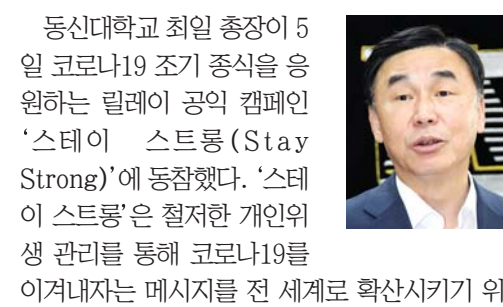 동신대학교 최일 총장이 5
일 코로나19 조기 종식을 응
원하는 릴레이 공익 캠페인
‘스테이 스트롱(Stay
Strong)’에 동참했다. ‘스테
이 스트롱’은 철저한 개인위
생 관리를 통해 코로나19를
이겨내자는 메시지를 전 세계로 확산시키기 위